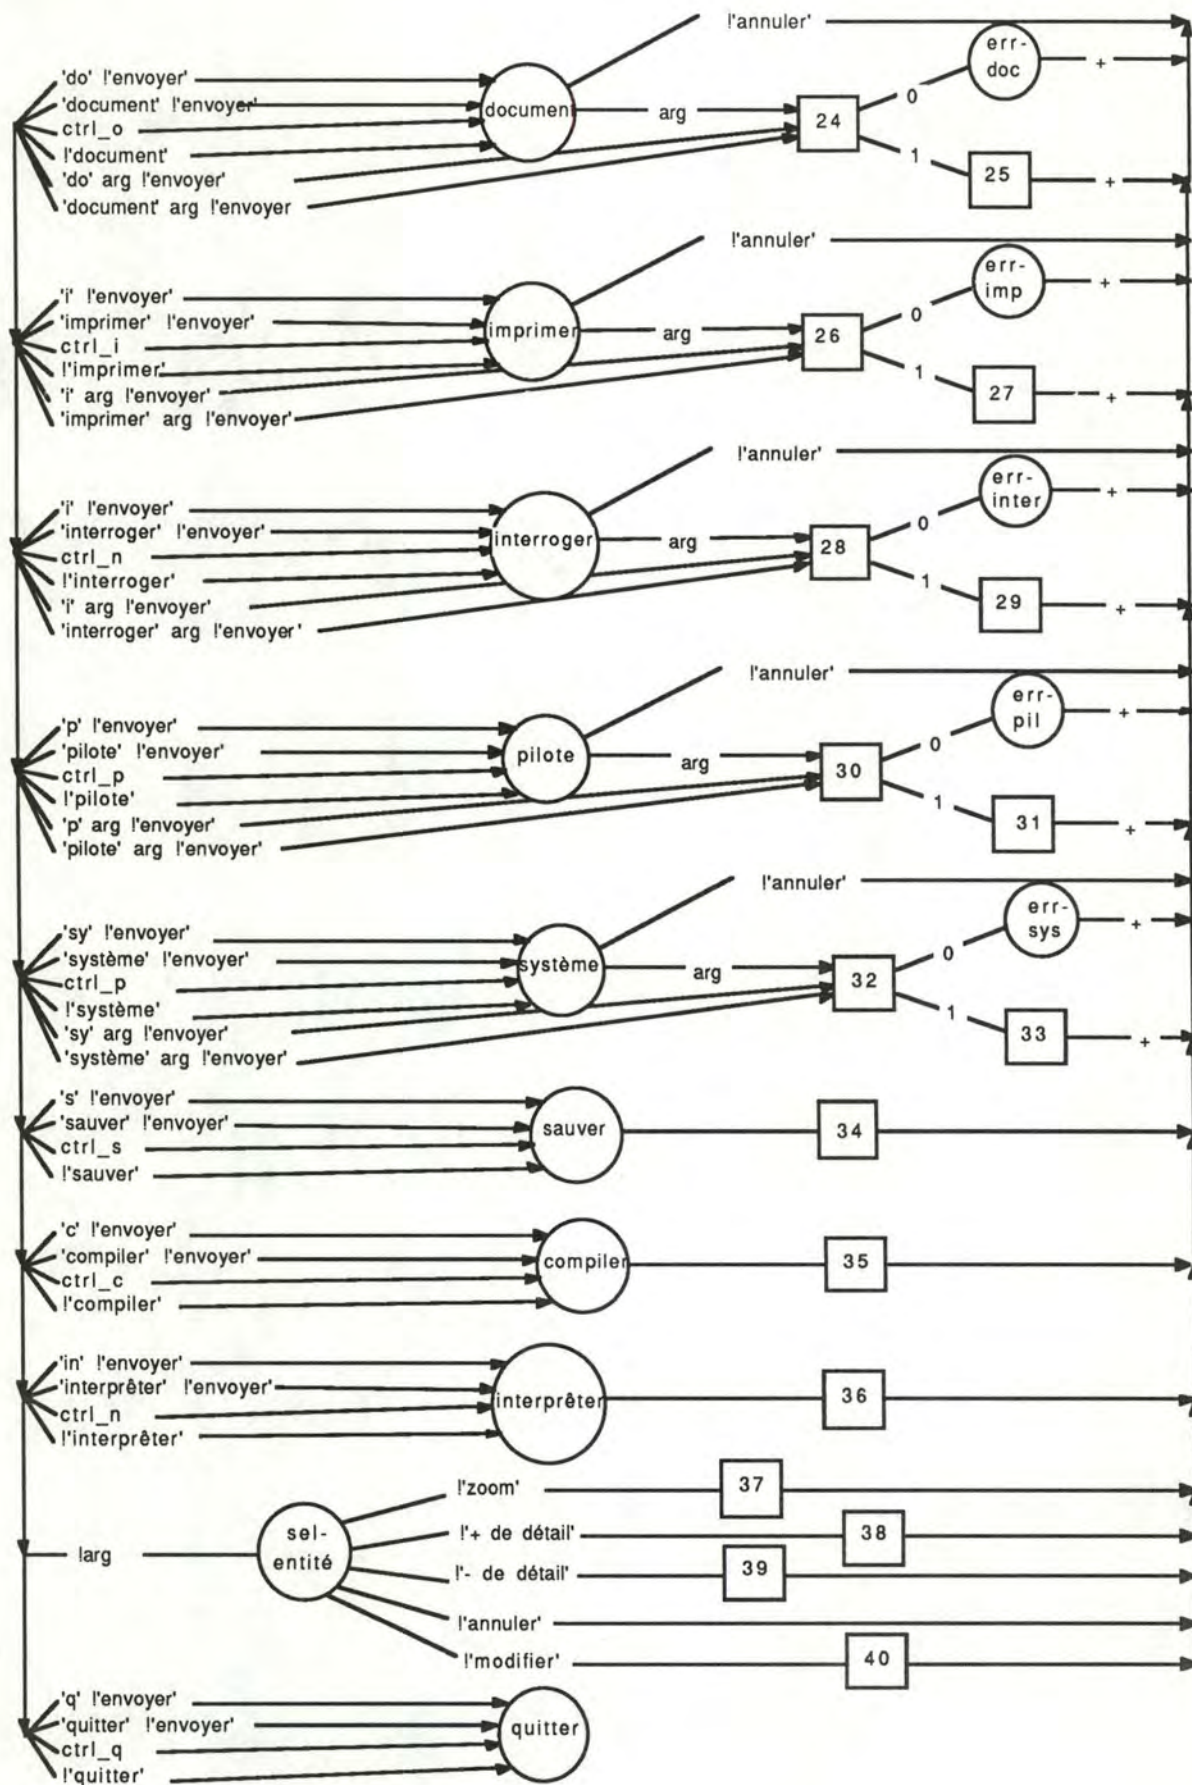 !'annuler'
err-
doc
+
'do' !'envoyer'
'document' !'envoyer'
ctrl_o
!'document'
'do' arg !'envoyer'
'document' arg !'envoyer
document
arg
24
0
1
25
+
!'annuler'
err-
imp
+
'i' !'envoyer'
'imprimer' !'envoyer'
ctrl_i
!'imprimer'
'i' arg !'envoyer'
'imprimer' arg !'envoyer'
imprimer
arg
26
0
1
27
+
!'annuler'
err-
inter
+
'i' !'envoyer'
'interroger' !'envoyer'
ctrl_n
!'interroger'
'i' arg !'envoyer'
'interroger' arg !'envoyer'
interroger
arg
28
0
1
29
+
!'annuler'
err-
pil
+
'p' !'envoyer'
'pilote' !'envoyer'
ctrl_p
!'pilote'
'p' arg !'envoyer'
'pilote' arg !'envoyer'
pilote
arg
30
0
1
31
+
!'annuler'
err-
sys
+
'sy' !'envoyer'
'système' !'envoyer'
ctrl_p
!'système'
'sy' arg !'envoyer'
'système' arg !'envoyer'
système
arg
32
0
1
33
+
's' !'envoyer'
'sauver' !'envoyer'
ctrl_s
!'sauver'
sauver
34
'c' !'envoyer'
'compiler' !'envoyer'
ctrl_c
!'compiler'
compiler
35
'in' !'envoyer'
'interprêter' !'envoyer'
ctrl_n
!'interprêter'
interprêter
36
!arg
sel-
entité
!'zoom'
37
!'+ de détail'
38
!'- de détail'
39
!'annuler'
!'modifier'
40
'q' !'envoyer'
'quitter' !'envoyer'
ctrl_q
!'quitter'
quitter